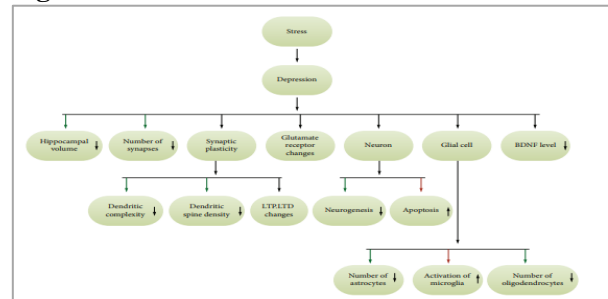 Stress
Depression
Hippocampal
volume
Number of
synapses
Synaptic
plasticity
Glutamate
receptor
changes
Neuron
Glial cell
BDNF level
Dendritic
complexity
Dendritic
spine density
LTP.LTD
changes
Neurogenesis
Apoptosis
Number of
astrocytes
Activation of
microglia
Number of
oligodendrocytes